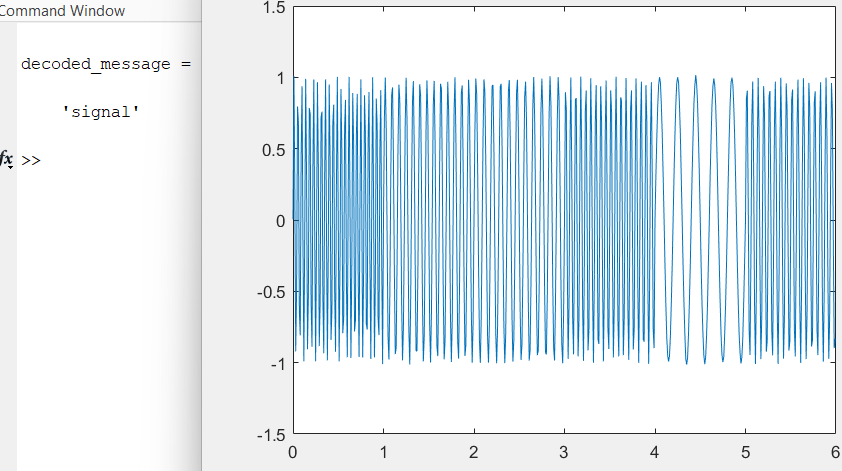 Command Window
decoded_message =
'signal'
fx >>
1.5
1
0.5
0
-0.5
-1
-1.5
0 1 2 3 4 5 6